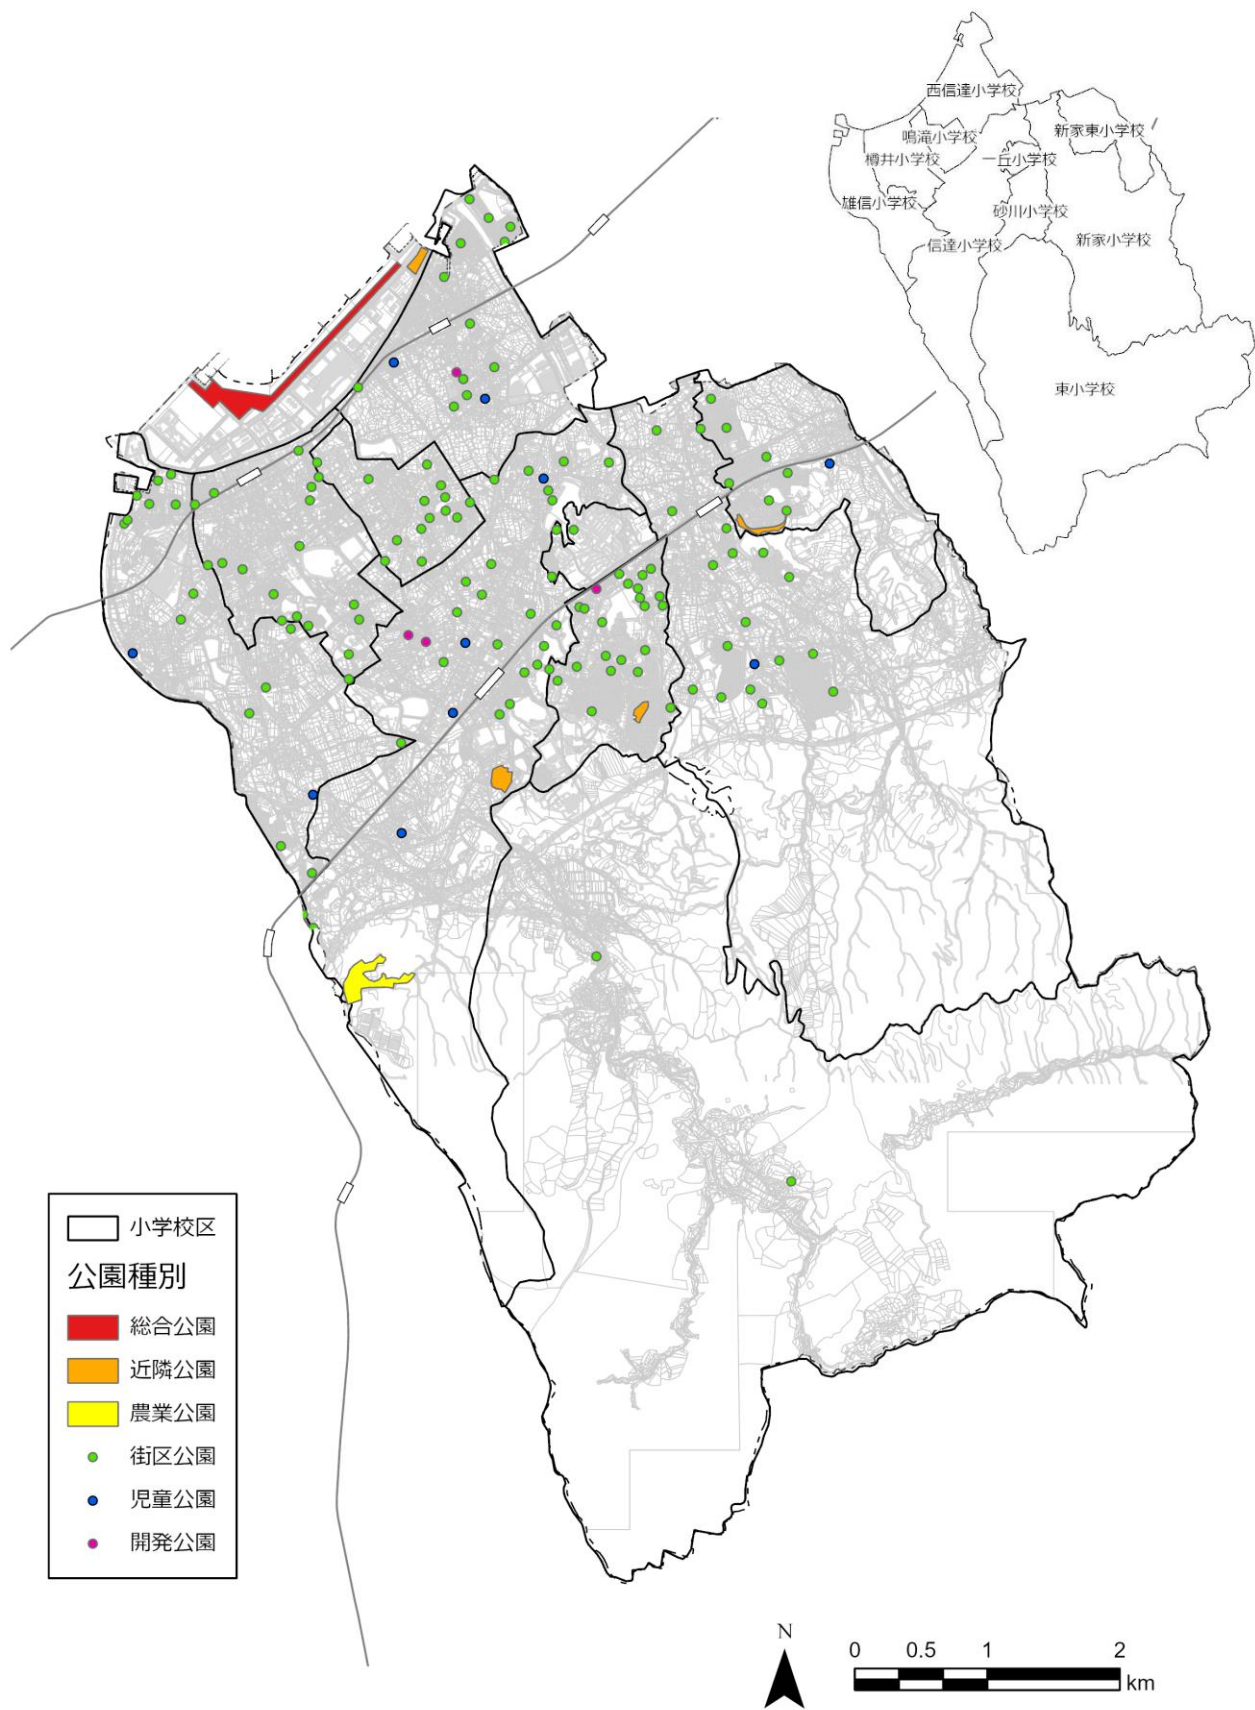 西信達小学校
新家東小学校
鳴滝小学校
樽井小学校
一丘小学校
雄信小学校
砂川小学校
信達小学校
新家小学校
東小学校
小学校区
公園種別
総合公園
近隣公園
農業公園
街区公園
児童公園
開発公園
N
0 0.5 1 2
km